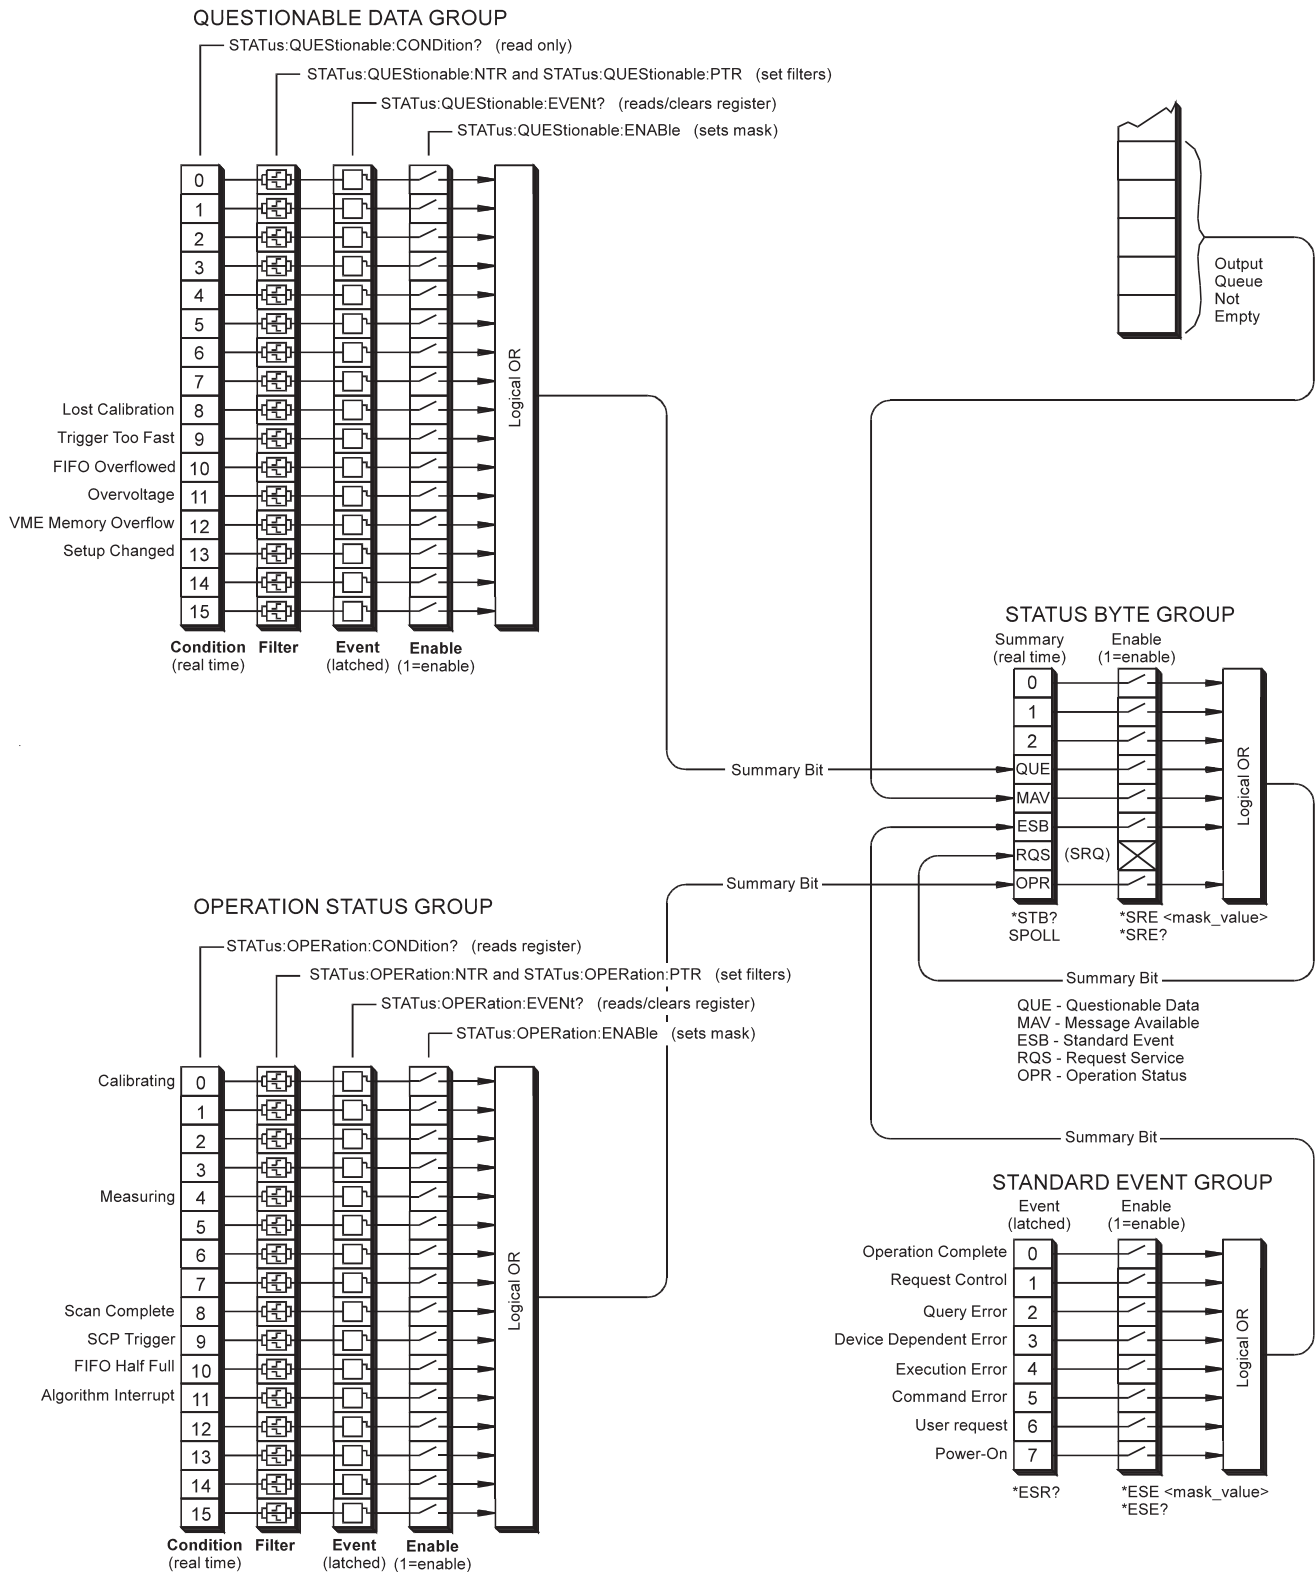 QUESTIONABLE DATA GROUP
STATus:QUEStionable:CONDition? (read only)
STATus:QUEStionable:NTR and STATus:QUEStionable:PTR (set filters)
STATus:QUEStionable:EVENt? (reads/clears register)
STATus:QUEStionable:ENABle (sets mask)
0
1
2
3
4
5
6
7
Lost Calibration 8
Trigger Too Fast 9
FIFO Overflowed 10
Overvoltage 11
VME Memory Overflow 12
Setup Changed 13
14
15
Logical OR
Condition Filter Event Enable
(real time) (latched) (1=enable)
Output
Queue
Not
Empty
Summary Bit
STATUS BYTE GROUP
Summary Enable
(real time) (1=enable)
0
1
2
QUE
MAV
ESB
RQS (SRQ)
OPR
Logical OR
*STB? *SRE <mask_value>
SPOLL *SRE?
Summary Bit
Summary Bit
QUE - Questionable Data
MAV - Message Available
ESB - Standard Event
RQS - Request Service
OPR - Operation Status
OPERATION STATUS GROUP
STATus:OPERation:CONDition? (reads register)
STATus:OPERation:NTR and STATus:OPERation:PTR (set filters)
STATus:OPERation:EVENt? (reads/clears register)
STATus:OPERation:ENABle (sets mask)
Calibrating 0
1
2
3
Measuring 4
5
6
7
Scan Complete 8
SCP Trigger 9
FIFO Half Full 10
Algorithm Interrupt 11
12
13
14
15
Logical OR
Condition Filter Event Enable
(real time) (latched) (1=enable)
Summary Bit
STANDARD EVENT GROUP
Event Enable
(latched) (1=enable)
Operation Complete 0
Request Control 1
Query Error 2
Device Dependent Error 3
Execution Error 4
Command Error 5
User request 6
Power-On 7
Logical OR
*ESR? *ESE <mask_value>
*ESE?